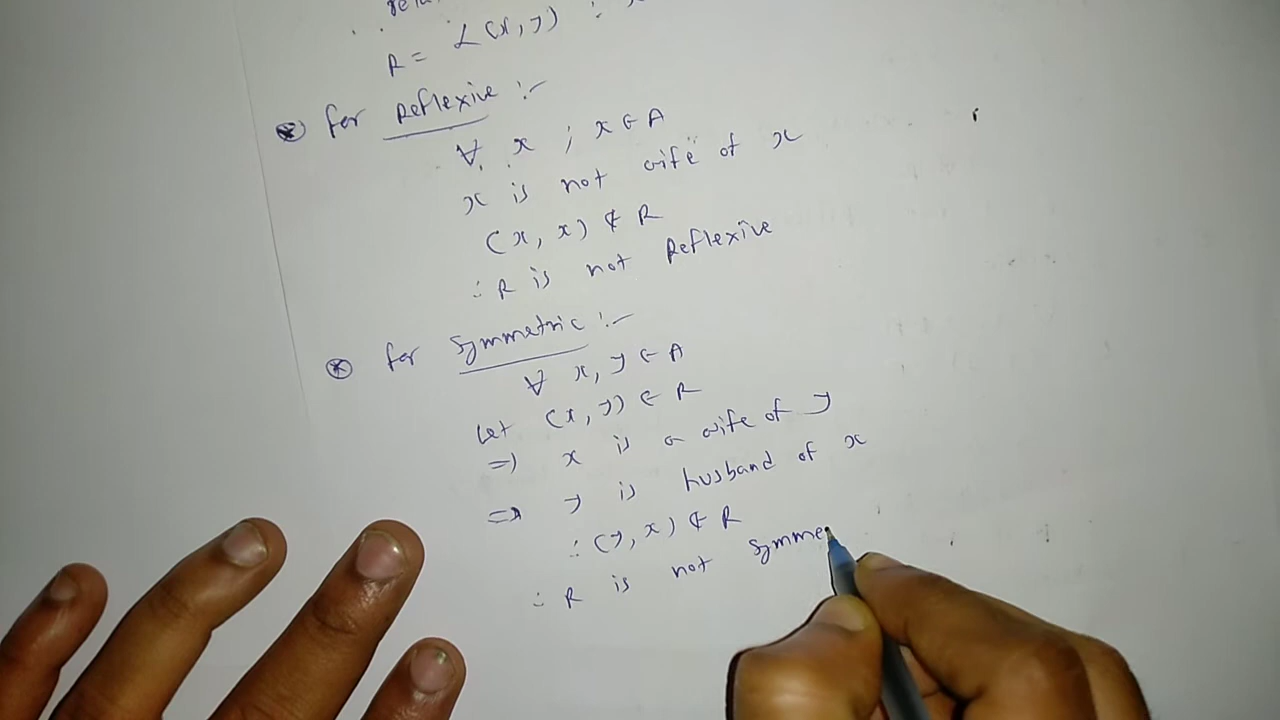 R = {(x, y) :
⊛ for Reflexive :-
∀ x ; x ∈ A
x is not wife of x
(x, x) ∉ R
∴ R is not Reflexive
⊛ for Symmetric :-
∀ x, y ∈ A
Let (x, y) ∈ R
⇒ x is a wife of y
⇒ y is husband of x
∴ (y, x) ∉ R
∴ R is not Symme